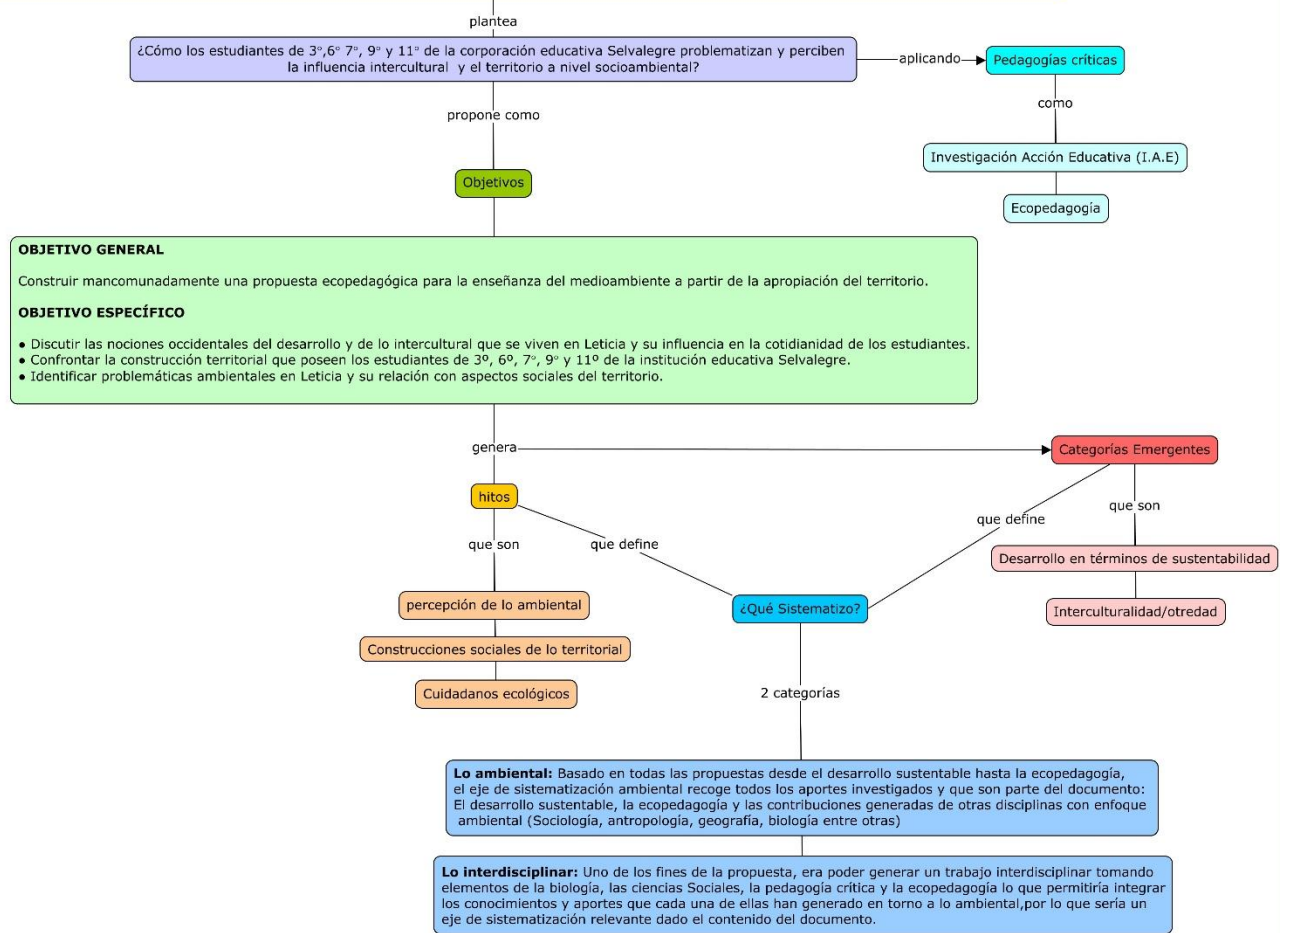 plantea
¿Cómo los estudiantes de 3°,6° 7°, 9° y 11° de la corporación educativa Selvalegre problematizan y perciben
la influencia intercultural y el territorio a nivel socioambiental?
aplicando
Pedagogías críticas
como
Investigación Acción Educativa (I.A.E)
Ecopedagogía
propone como
Objetivos
OBJETIVO GENERAL
Construir mancomunadamente una propuesta ecopedagógica para la enseñanza del medioambiente a partir de la apropiación del territorio.
OBJETIVO ESPECÍFICO
● Discutir las nociones occidentales del desarrollo y de lo intercultural que se viven en Leticia y su influencia en la cotidianidad de los estudiantes.
● Confrontar la construcción territorial que poseen los estudiantes de 3º, 6º, 7°, 9° y 11º de la institución educativa Selvalegre.
● Identificar problemáticas ambientales en Leticia y su relación con aspectos sociales del territorio.
genera
Categorías Emergentes
hitos
que son
que define
que define
que son
Desarrollo en términos de sustentabilidad
Interculturalidad/otredad
percepción de lo ambiental
Construcciones sociales de lo territorial
Cuidadanos ecológicos
¿Qué Sistematizo?
2 categorías
Lo ambiental: Basado en todas las propuestas desde el desarrollo sustentable hasta la ecopedagogía,
el eje de sistematización ambiental recoge todos los aportes investigados y que son parte del documento:
El desarrollo sustentable, la ecopedagogía y las contribuciones generadas de otras disciplinas con enfoque
ambiental (Sociología, antropología, geografía, biología entre otras)
Lo interdisciplinar: Uno de los fines de la propuesta, era poder generar un trabajo interdisciplinar tomando
elementos de la biología, las ciencias Sociales, la pedagogía crítica y la ecopedagogía lo que permitiría integrar
los conocimientos y aportes que cada una de ellas han generado en torno a lo ambiental,por lo que sería un
eje de sistematización relevante dado el contenido del documento.